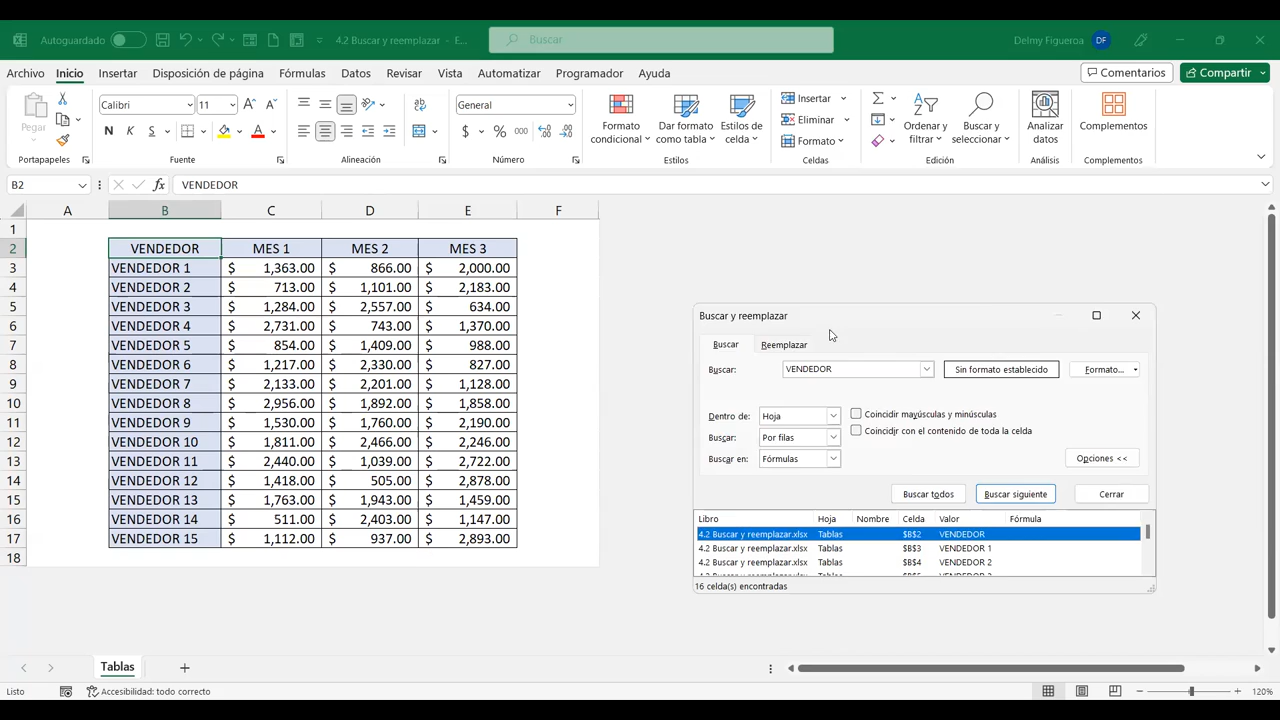 Autoguardado
4.2 Buscar y reemplazar - E...
Buscar
Delmy Figueroa DF
Archivo Inicio Insertar Disposición de página Fórmulas Datos Revisar Vista Automatizar Programador Ayuda Comentarios Compartir
Pegar
Portapapeles
Calibri 11
N K S A
Fuente
Alineación
General
$ % 000
Número
Formato condicional
Dar formato como tabla
Estilos de celda
Estilos
Insertar
Eliminar
Formato
Celdas
Ordenar y filtrar
Buscar y seleccionar
Edición
Analizar datos
Análisis
Complementos
Complementos
B2 fx VENDEDOR
A B C D E F
1
2 VENDEDOR MES 1 MES 2 MES 3
3 VENDEDOR 1 $ 1,363.00 $ 866.00 $ 2,000.00
4 VENDEDOR 2 $ 713.00 $ 1,101.00 $ 2,183.00
5 VENDEDOR 3 $ 1,284.00 $ 2,557.00 $ 634.00
6 VENDEDOR 4 $ 2,731.00 $ 743.00 $ 1,370.00
7 VENDEDOR 5 $ 854.00 $ 1,409.00 $ 988.00
8 VENDEDOR 6 $ 1,217.00 $ 2,330.00 $ 827.00
9 VENDEDOR 7 $ 2,133.00 $ 2,201.00 $ 1,128.00
10 VENDEDOR 8 $ 2,956.00 $ 1,892.00 $ 1,858.00
11 VENDEDOR 9 $ 1,530.00 $ 1,760.00 $ 2,190.00
12 VENDEDOR 10 $ 1,811.00 $ 2,466.00 $ 2,246.00
13 VENDEDOR 11 $ 2,440.00 $ 1,039.00 $ 2,722.00
14 VENDEDOR 12 $ 1,418.00 $ 505.00 $ 2,878.00
15 VENDEDOR 13 $ 1,763.00 $ 1,943.00 $ 1,459.00
16 VENDEDOR 14 $ 511.00 $ 2,403.00 $ 1,147.00
17 VENDEDOR 15 $ 1,112.00 $ 937.00 $ 2,893.00
18
Buscar y reemplazar
Buscar Reemplazar
Buscar: VENDEDOR Sin formato establecido Formato...
Dentro de: Hoja Coincidir mayúsculas y minúsculas
Buscar: Por filas Coincidir con el contenido de toda la celda
Buscar en: Fórmulas Opciones <<
Buscar todos Buscar siguiente Cerrar
Libro Hoja Nombre Celda Valor Fórmula
4.2 Buscar y reemplazar.xlsx Tablas $B$2 VENDEDOR
4.2 Buscar y reemplazar.xlsx Tablas $B$3 VENDEDOR 1
4.2 Buscar y reemplazar.xlsx Tablas $B$4 VENDEDOR 2
4.2 Buscar y reemplazar.xlsx Tablas $B$5 VENDEDOR 3
16 celda(s) encontradas
Tablas
Listo Accesibilidad: todo correcto 120%